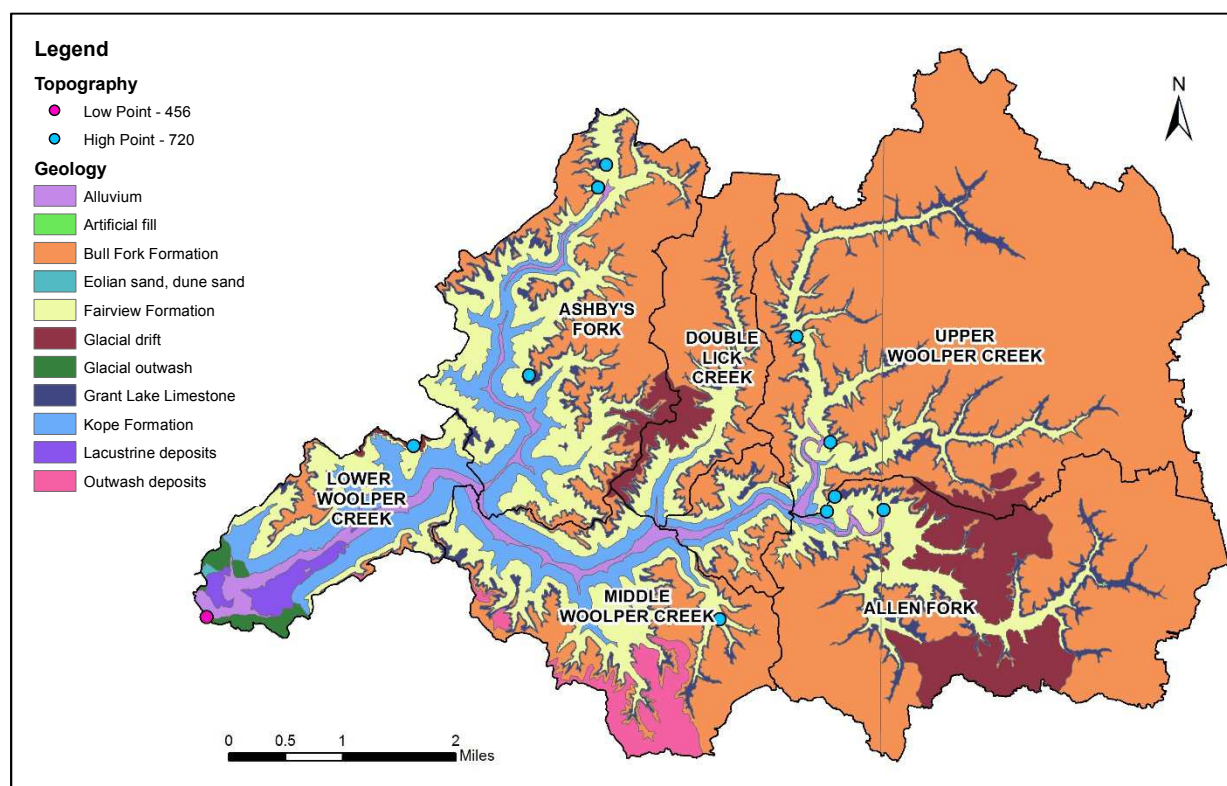 Legend
Topography
Low Point - 456
High Point - 720
Geology
Alluvium
Artificial fill
Bull Fork Formation
Eolian sand, dune sand
Fairview Formation
Glacial drift
Glacial outwash
Grant Lake Limestone
Kope Formation
Lacustrine deposits
Outwash deposits
N
ASHBY'S
FORK
DOUBLE
LICK
CREEK
UPPER
WOOLPER CREEK
LOWER
WOOLPER
CREEK
MIDDLE
WOOLPER CREEK
ALLEN FORK
0 0.5 1 2
Miles